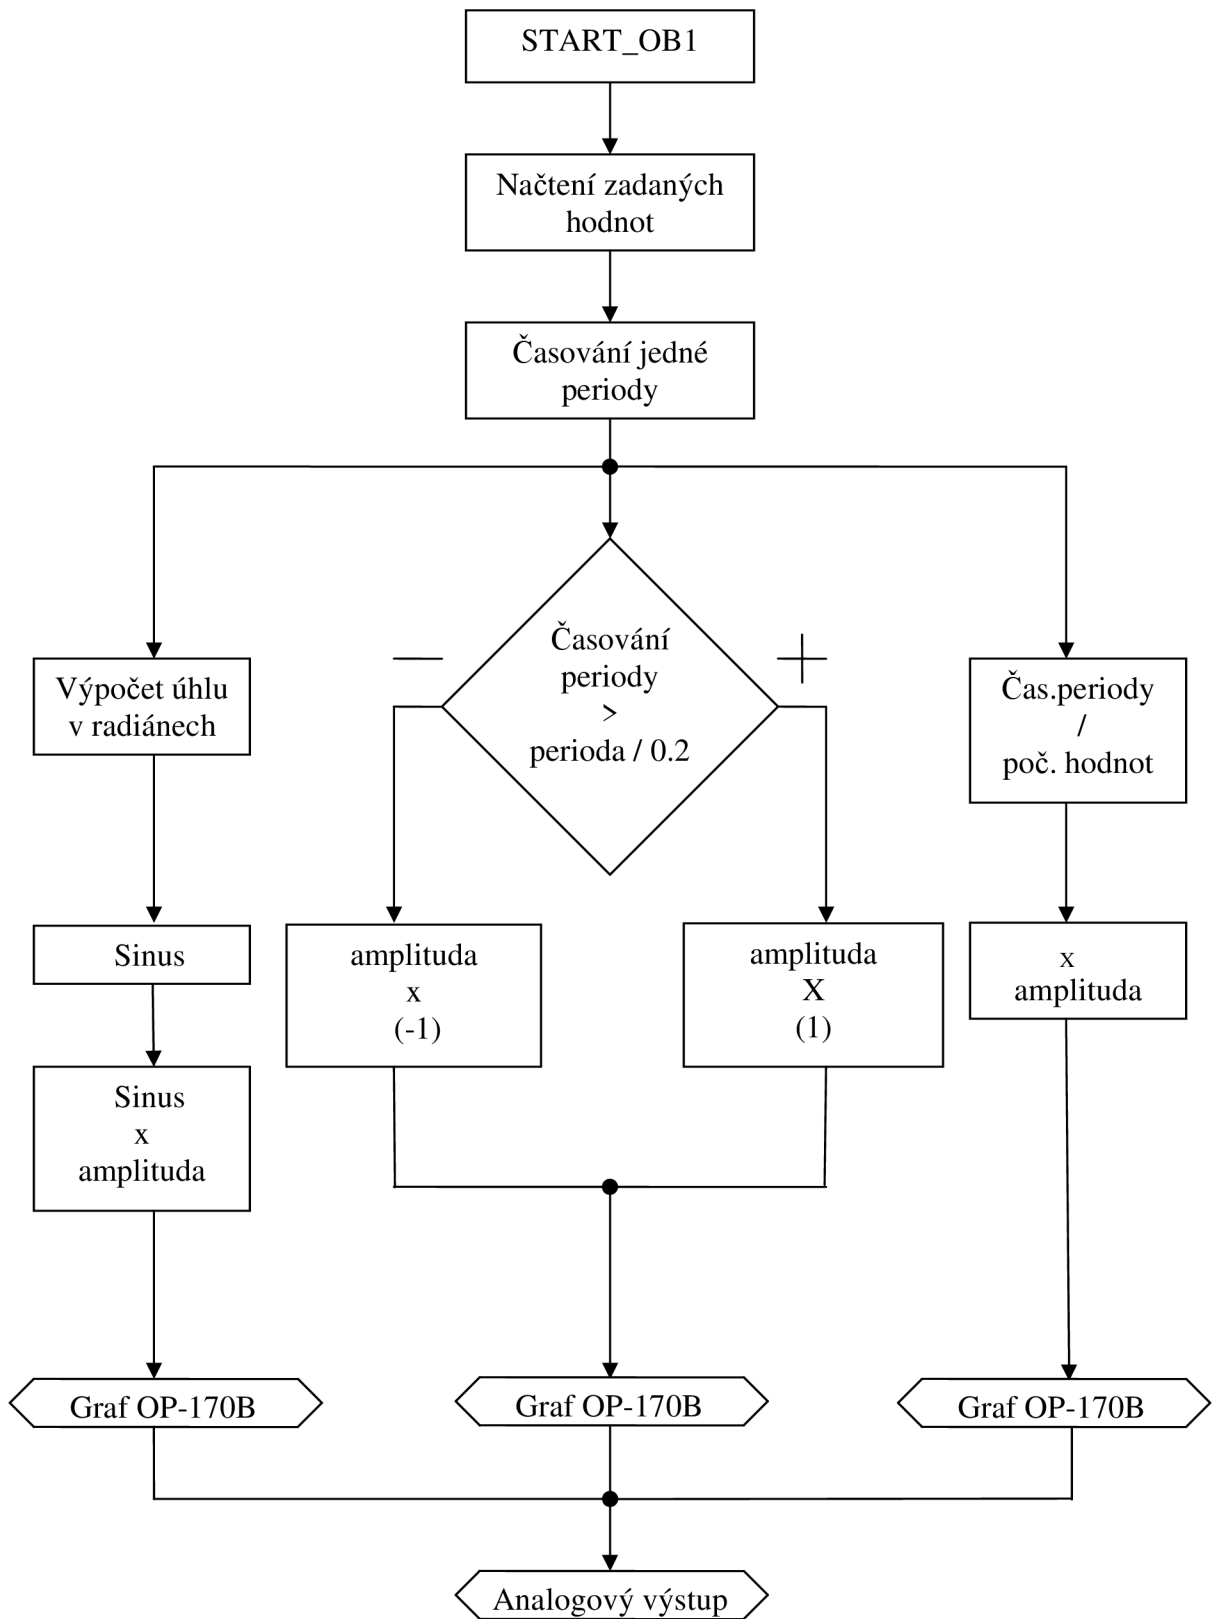 START_OB1
Načtení zadaných
hodnot
Časování jedné
periody
Výpočet úhlu
v radiánech
Sinus
Sinus
x
amplituda
Graf OP-170B
Časování
periody
>
perioda / 0.2
—
+
amplituda
x
(-1)
amplituda
X
(1)
Graf OP-170B
Čas.periody
/
poč. hodnot
x
amplituda
Graf OP-170B
Analogový výstup